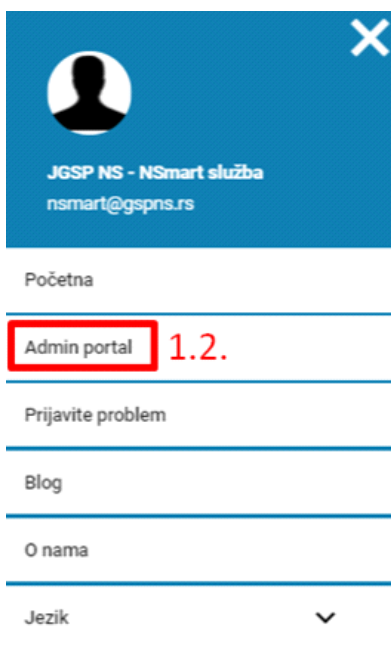 JGSP NS - NSmart služba
nsmart@gspns.rs
Početna
Admin portal 1.2.
Prijavite problem
Blog
O nama
Jezik